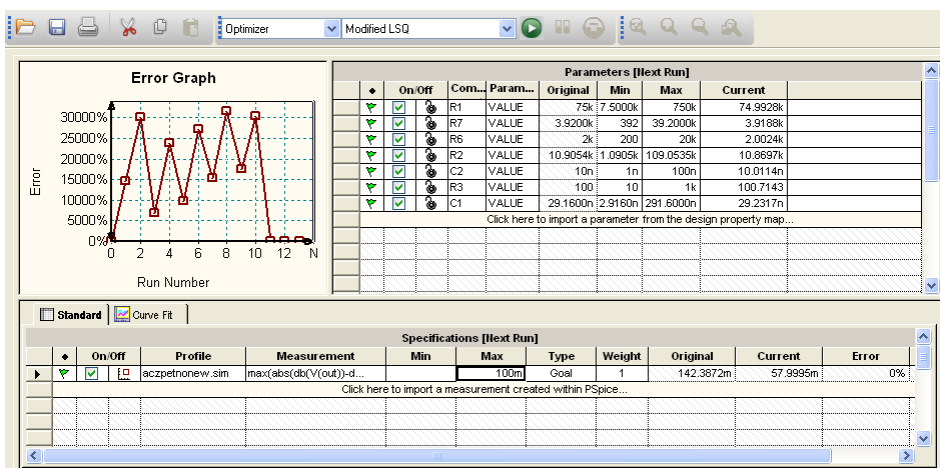 Optimizer Modified LSQ
Error Graph
Error
30000%
25000%
20000%
15000%
10000%
5000%
0%
0 2 4 6 8 10 12 N
Run Number
Parameters [Next Run]
On/Off Com... Param... Original Min Max Current
R1 VALUE 75k 7.5000k 750k 74.9928k
R7 VALUE 3.9200k 392 39.2000k 3.9188k
R6 VALUE 2k 200 20k 2.0024k
R2 VALUE 10.9054k 1.0905k 109.0535k 10.8697k
C2 VALUE 10n 1n 100n 10.0114n
R3 VALUE 100 10 1k 100.7143
C1 VALUE 29.1600n 2.9160n 291.6000n 29.2317n
Click here to import a parameter from the design property map...
Standard Curve Fit
Specifications [Next Run]
On/Off Profile Measurement Min Max Type Weight Original Current Error
aczpetnonew.sim max(abs(db(V(out))-d... 100m Goal 1 142.3872m 57.9995m 0%
Click here to import a measurement created within PSpice...